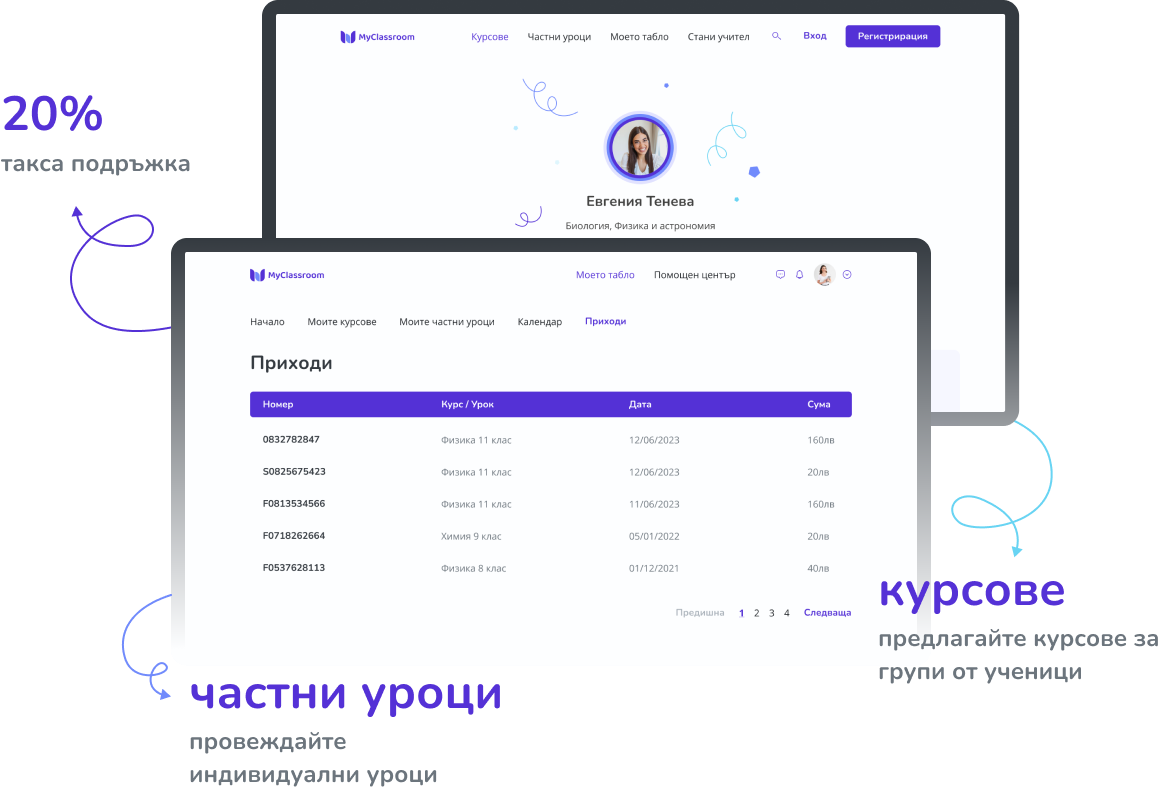 MyClassroom Курсове Частни уроци Моето табло Стани учител Вход Регистрирация
20%
такса подръжка
Евгения Тенева
Биология, Физика и астрономия
MyClassroom Моето табло Помощен център
Начало Моите курсове Моите частни уроци Календар Приходи
Приходи
Номер Курс / Урок Дата Сума
0832782847 Физика 11 клас 12/06/2023 160лв
S0825675423 Физика 11 клас 12/06/2023 20лв
F0813534566 Физика 11 клас 11/06/2023 160лв
F0718262664 Химия 9 клас 05/01/2022 20лв
F0537628113 Физика 8 клас 01/12/2021 40лв
Предишна 1 2 3 4 Следваща
курсове
предлагайте курсове за
групи от ученици
частни уроци
провеждайте
индивидуални уроци